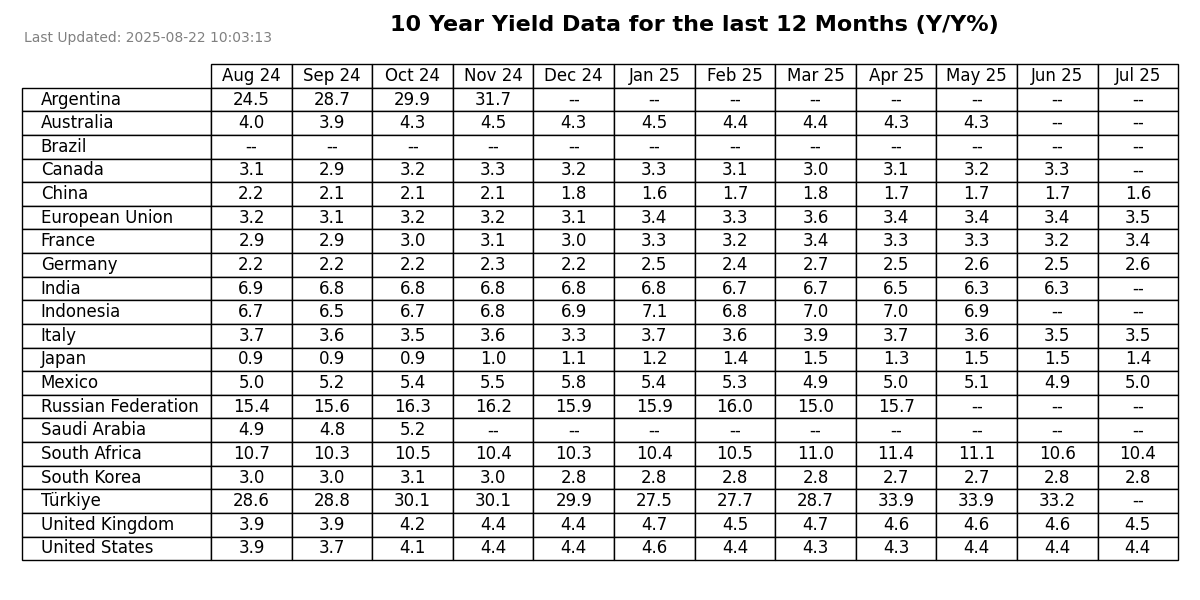 10 Year Yield Data for the last 12 Months (Y/Y%)
Last Updated: 2025-08-22 10:03:13
Aug 24 Sep 24 Oct 24 Nov 24 Dec 24 Jan 25 Feb 25 Mar 25 Apr 25 May 25 Jun 25 Jul 25
Argentina 24.5 28.7 29.9 31.7 -- -- -- -- -- -- -- --
Australia 4.0 3.9 4.3 4.5 4.3 4.5 4.4 4.4 4.3 4.3 -- --
Brazil -- -- -- -- -- -- -- -- -- -- -- --
Canada 3.1 2.9 3.2 3.3 3.2 3.3 3.1 3.0 3.1 3.2 3.3 --
China 2.2 2.1 2.1 2.1 1.8 1.6 1.7 1.8 1.7 1.7 1.7 1.6
European Union 3.2 3.1 3.2 3.2 3.1 3.4 3.3 3.6 3.4 3.4 3.4 3.5
France 2.9 2.9 3.0 3.1 3.0 3.3 3.2 3.4 3.3 3.3 3.2 3.4
Germany 2.2 2.2 2.2 2.3 2.2 2.5 2.4 2.7 2.5 2.6 2.5 2.6
India 6.9 6.8 6.8 6.8 6.8 6.8 6.7 6.7 6.5 6.3 6.3 --
Indonesia 6.7 6.5 6.7 6.8 6.9 7.1 6.8 7.0 7.0 6.9 -- --
Italy 3.7 3.6 3.5 3.6 3.3 3.7 3.6 3.9 3.7 3.6 3.5 3.5
Japan 0.9 0.9 0.9 1.0 1.1 1.2 1.4 1.5 1.3 1.5 1.5 1.4
Mexico 5.0 5.2 5.4 5.5 5.8 5.4 5.3 4.9 5.0 5.1 4.9 5.0
Russian Federation 15.4 15.6 16.3 16.2 15.9 15.9 16.0 15.0 15.7 -- -- --
Saudi Arabia 4.9 4.8 5.2 -- -- -- -- -- -- -- -- --
South Africa 10.7 10.3 10.5 10.4 10.3 10.4 10.5 11.0 11.4 11.1 10.6 10.4
South Korea 3.0 3.0 3.1 3.0 2.8 2.8 2.8 2.8 2.7 2.7 2.8 2.8
Türkiye 28.6 28.8 30.1 30.1 29.9 27.5 27.7 28.7 33.9 33.9 33.2 --
United Kingdom 3.9 3.9 4.2 4.4 4.4 4.7 4.5 4.7 4.6 4.6 4.6 4.5
United States 3.9 3.7 4.1 4.4 4.4 4.6 4.4 4.3 4.3 4.4 4.4 4.4